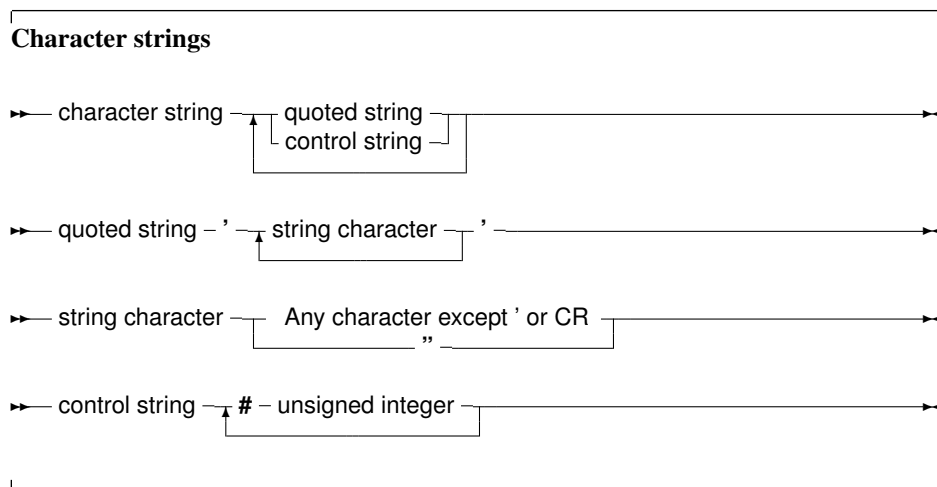 Character strings
character string quoted string
control string
quoted string ’ string character ’
string character Any character except ’ or CR
”
control string # unsigned integer